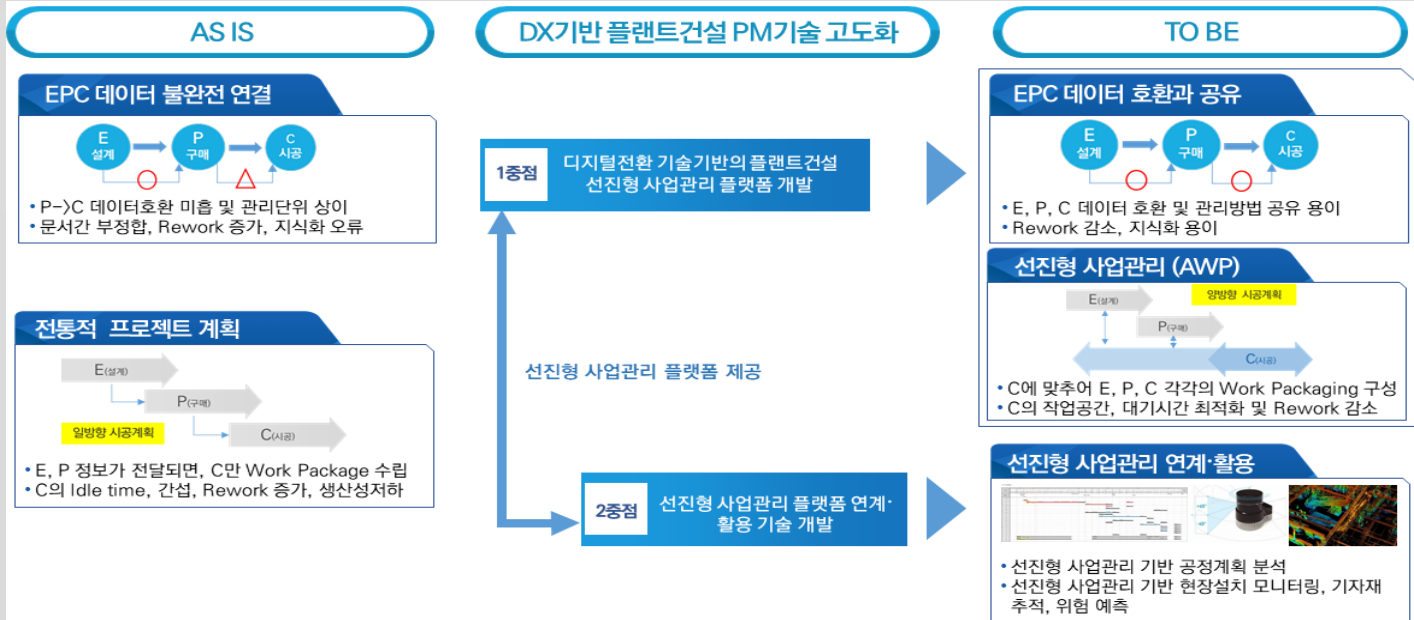 AS IS
EPC 데이터 불완전 연결
E
설계
P
구매
C
시공
• P->C 데이터호환 미흡 및 관리단위 상이
• 문서간 부정합, Rework 증가, 지식화 오류
전통적 프로젝트 계획
E(설계)
P(구매)
일방향 시공계획
C(시공)
• E, P 정보가 전달되면, C만 Work Package 수립
• C의 Idle time, 간섭, Rework 증가, 생산성저하
DX기반 플랜트건설 PM기술 고도화
1중점
디지털전환 기술기반의 플랜트건설
선진형 사업관리 플랫폼 개발
선진형 사업관리 플랫폼 제공
2중점
선진형 사업관리 플랫폼 연계·
활용 기술 개발
TO BE
EPC 데이터 호환과 공유
E
설계
P
구매
C
시공
• E, P, C 데이터 호환 및 관리방법 공유 용이
• Rework 감소, 지식화 용이
선진형 사업관리 (AWP)
E(설계)
양방향 시공계획
P(구매)
C(시공)
• C에 맞추어 E, P, C 각각의 Work Packaging 구성
• C의 작업공간, 대기시간 최적화 및 Rework 감소
선진형 사업관리 연계·활용
• 선진형 사업관리 기반 공정계획 분석
• 선진형 사업관리 기반 현장설치 모니터링, 기자재
추적, 위험 예측